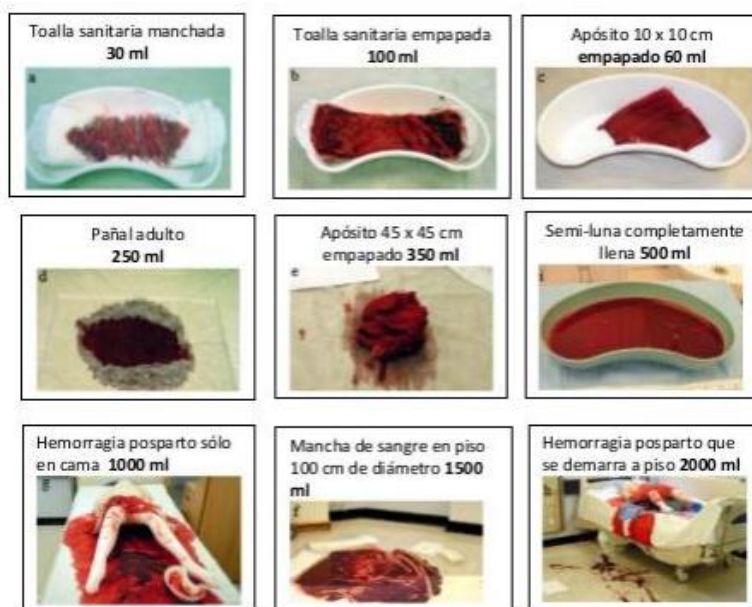 Toalla sanitaria manchada
30 ml
a
Toalla sanitaria empapada
100 ml
b
Apósito 10 x 10 cm
empapado 60 ml
c
Pañal adulto
250 ml
d
Apósito 45 x 45 cm
empapado 350 ml
e
Semi-luna completamente
llena 500 ml
Hemorragia posparto sólo
en cama 1000 ml
Mancha de sangre en piso
100 cm de diámetro 1500
ml
f
Hemorragia posparto que
se demarra a piso 2000 ml